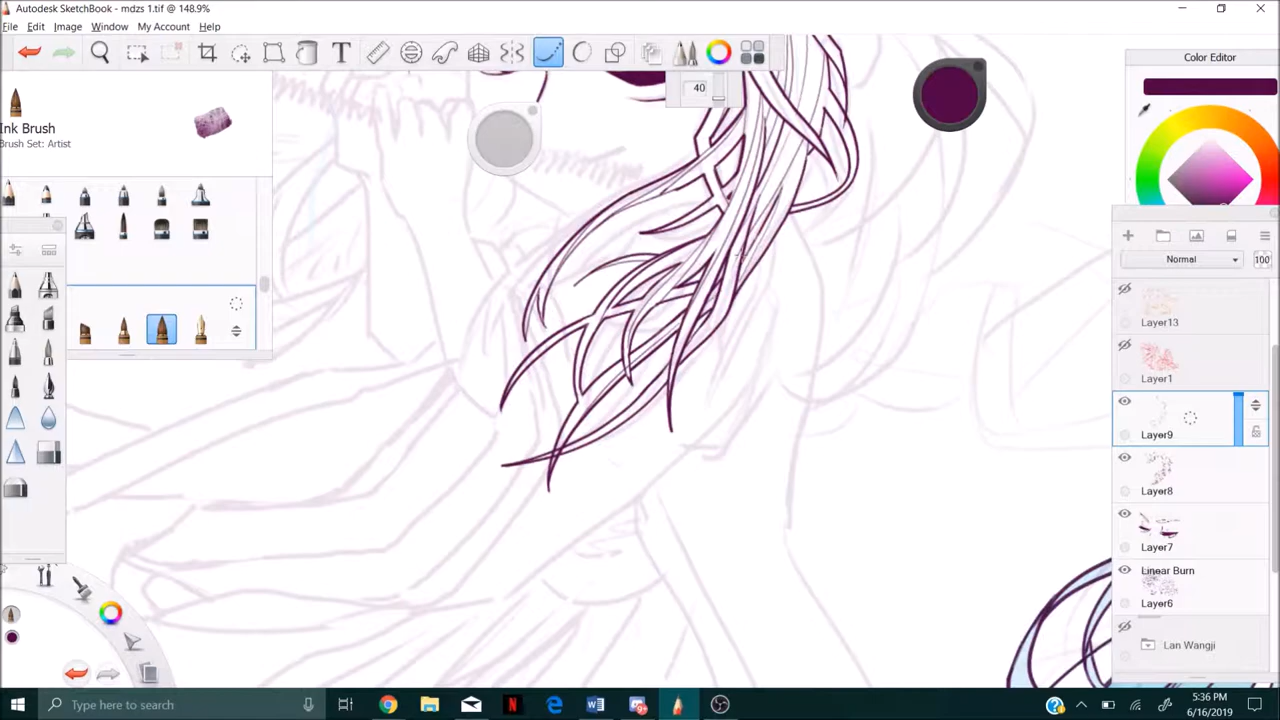 Autodesk SketchBook - mdzs 1.tif @ 148.9%
File Edit Image Window My Account Help
T
40
Color Editor
Ink Brush
Brush Set: Artist
Normal 100
Layer13
Layer1
Layer9
Layer8
Layer7
Linear Burn
Layer6
Lan Wangji
Type here to search
5:36 PM
6/16/2019